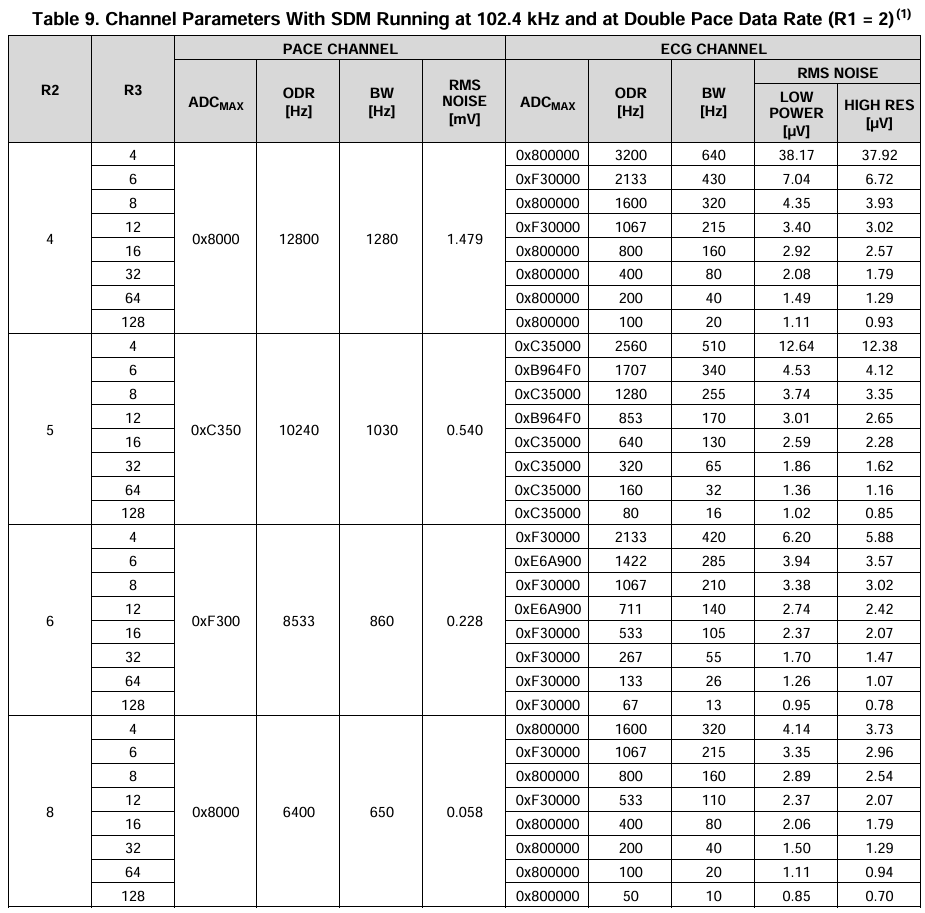 Table 9. Channel Parameters With SDM Running at 102.4 kHz and at Double Pace Data Rate (R1 = 2)(1)
R2 R3 PACE CHANNEL ECG CHANNEL
ADCMAX ODR [Hz] BW [Hz] RMS NOISE [mV] ADCMAX ODR [Hz] BW [Hz] RMS NOISE
LOW POWER [µV] HIGH RES [µV]
4 0x8000 12800 1280 1.479
4 0x800000 3200 640 38.17 37.92
6 0xF30000 2133 430 7.04 6.72
8 0x800000 1600 320 4.35 3.93
12 0xF30000 1067 215 3.40 3.02
16 0x800000 800 160 2.92 2.57
32 0x800000 400 80 2.08 1.79
64 0x800000 200 40 1.49 1.29
128 0x800000 100 20 1.11 0.93
5 0xC350 10240 1030 0.540
4 0xC35000 2560 510 12.64 12.38
6 0xB964F0 1707 340 4.53 4.12
8 0xC35000 1280 255 3.74 3.35
12 0xB964F0 853 170 3.01 2.65
16 0xC35000 640 130 2.59 2.28
32 0xC35000 320 65 1.86 1.62
64 0xC35000 160 32 1.36 1.16
128 0xC35000 80 16 1.02 0.85
6 0xF300 8533 860 0.228
4 0xF30000 2133 420 6.20 5.88
6 0xE6A900 1422 285 3.94 3.57
8 0xF30000 1067 210 3.38 3.02
12 0xE6A900 711 140 2.74 2.42
16 0xF30000 533 105 2.37 2.07
32 0xF30000 267 55 1.70 1.47
64 0xF30000 133 26 1.26 1.07
128 0xF30000 67 13 0.95 0.78
8 0x8000 6400 650 0.058
4 0x800000 1600 320 4.14 3.73
6 0xF30000 1067 215 3.35 2.96
8 0x800000 800 160 2.89 2.54
12 0xF30000 533 110 2.37 2.07
16 0x800000 400 80 2.06 1.79
32 0x800000 200 40 1.50 1.29
64 0x800000 100 20 1.11 0.94
128 0x800000 50 10 0.85 0.70